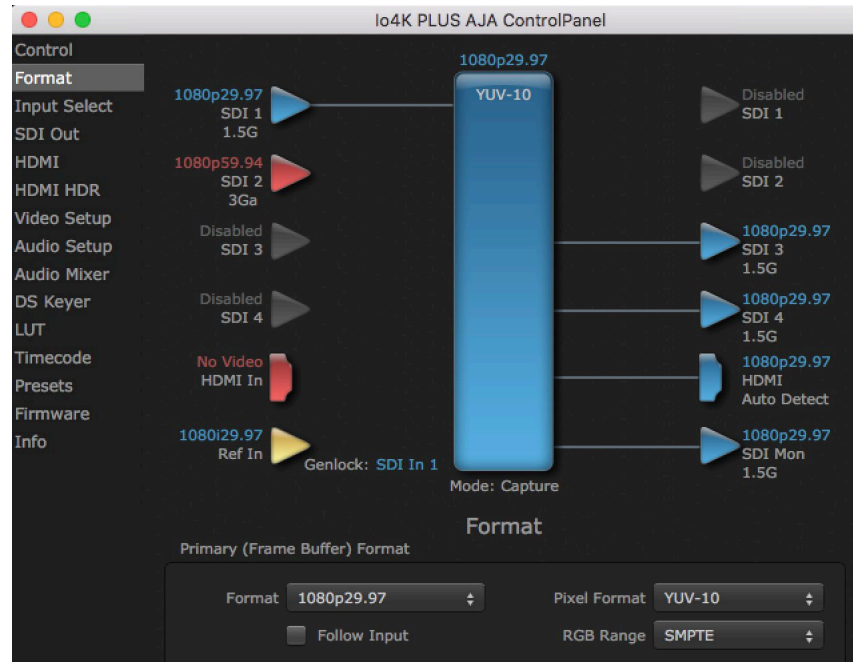 Io4K PLUS AJA ControlPanel
Control
Format
Input Select
SDI Out
HDMI
HDMI HDR
Video Setup
Audio Setup
Audio Mixer
DS Keyer
LUT
Timecode
Presets
Firmware
Info
1080p29.97
YUV-10
1080p29.97
SDI 1
1.5G
1080p59.94
SDI 2
3Ga
Disabled
SDI 3
Disabled
SDI 4
No Video
HDMI In
1080i29.97
Ref In
Genlock: SDI In 1
Mode: Capture
Disabled
SDI 1
Disabled
SDI 2
1080p29.97
SDI 3
1.5G
1080p29.97
SDI 4
1.5G
1080p29.97
HDMI
Auto Detect
1080p29.97
SDI Mon
1.5G
Format
Primary (Frame Buffer) Format
Format 1080p29.97
Pixel Format YUV-10
Follow Input
RGB Range SMPTE